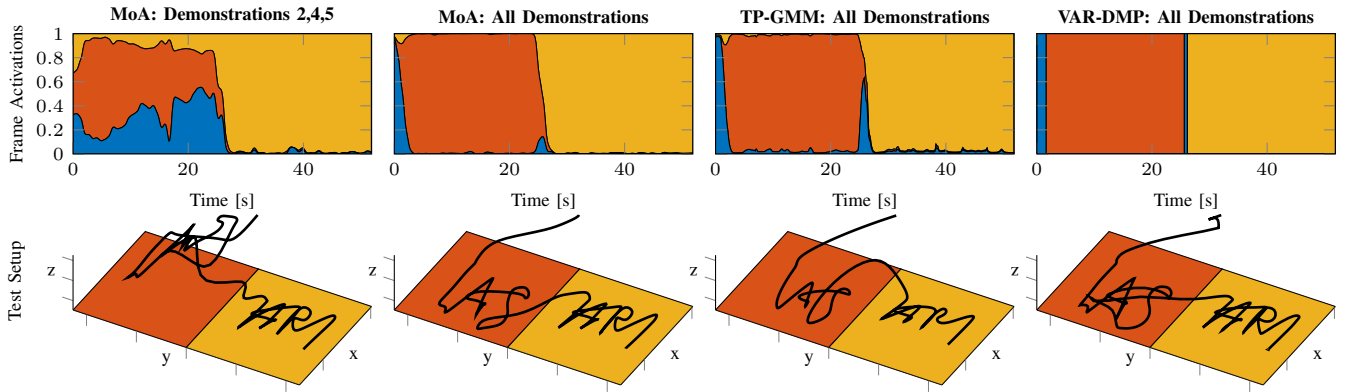 MoA: Demonstrations 2,4,5 MoA: All Demonstrations TP-GMM: All Demonstrations VAR-DMP: All Demonstrations
Frame Activations
1
0.8
0.6
0.4
0.2
0
0 20 40 0 20 40 0 20 40 0 20 40
Time [s] Time [s] Time [s] Time [s]
Test Setup
z z z z
y x y x y x y x